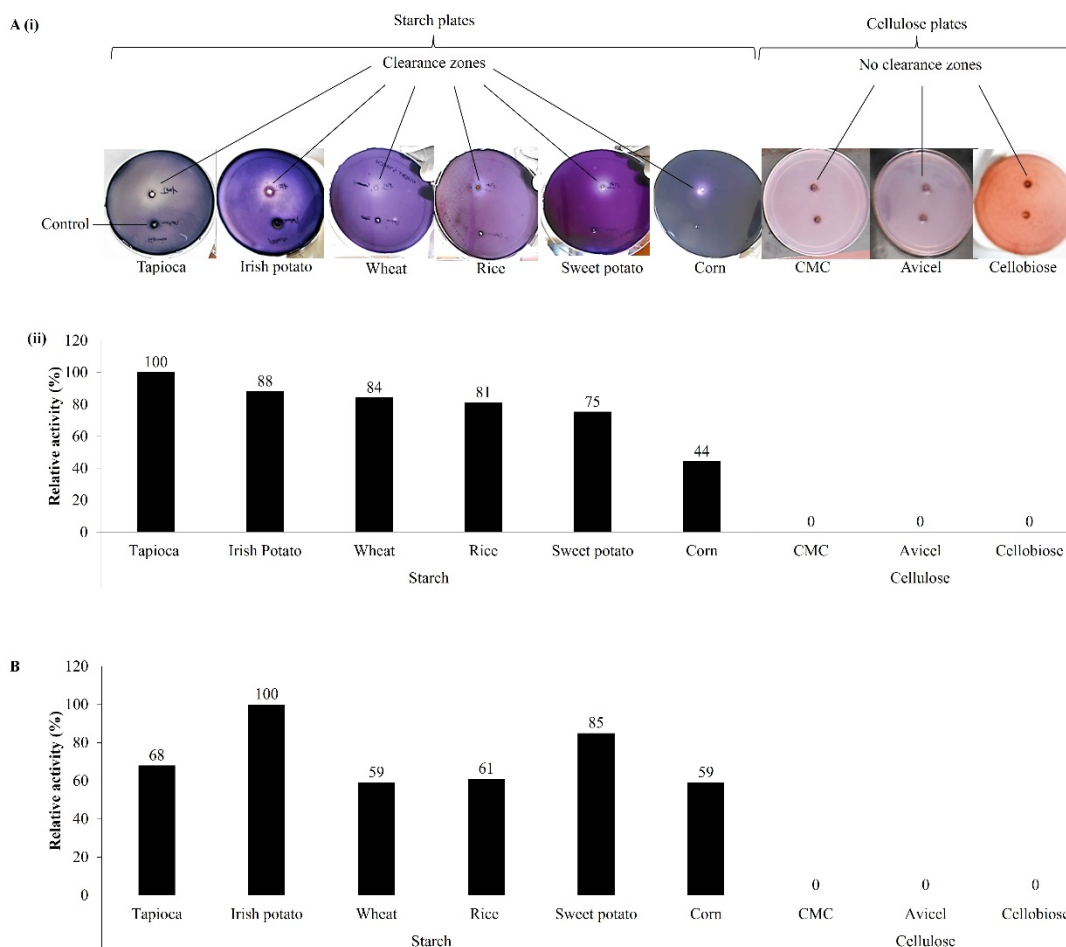 A (i)
Starch plates
Cellulose plates
Clearance zones
No clearance zones
Control
Tapioca
Irish potato
Wheat
Rice
Sweet potato
Corn
CMC
Avicel
Cellobiose
(ii)
Relative activity (%)
120
100
80
60
40
20
0
100
88
84
81
75
44
0
0
0
Tapioca
Irish Potato
Wheat
Rice
Sweet potato
Corn
CMC
Avicel
Cellobiose
Starch
Cellulose
B
Relative activity (%)
120
100
80
60
40
20
0
68
100
59
61
85
59
0
0
0
Tapioca
Irish potato
Wheat
Rice
Sweet potato
Corn
CMC
Avicel
Cellobiose
Starch
Cellulose